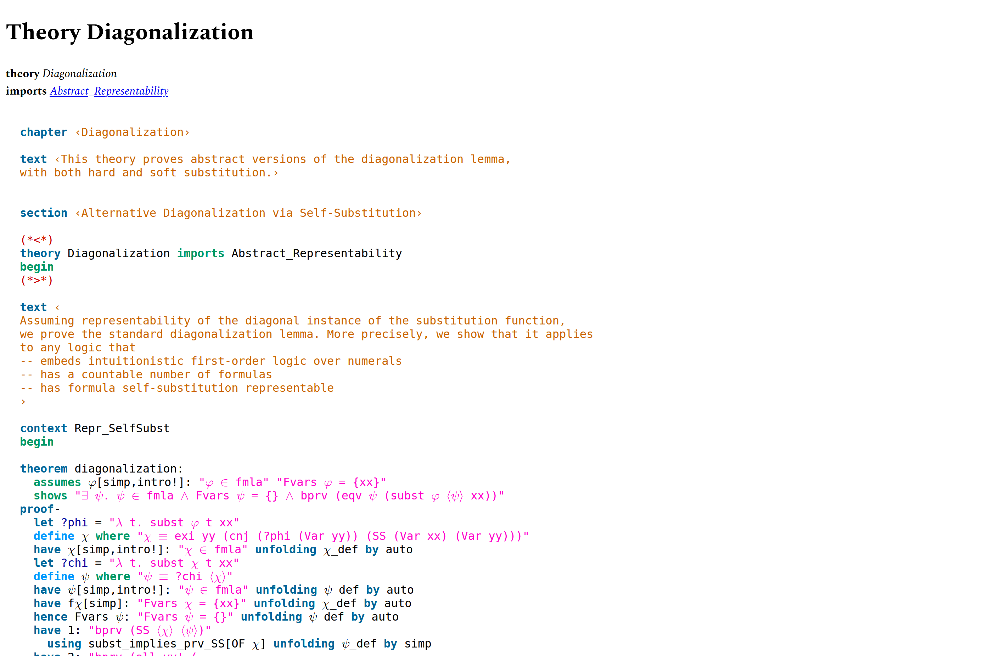 Theory Diagonalization
theory Diagonalization
imports Abstract_Representability
chapter ‹Diagonalization›
text ‹This theory proves abstract versions of the diagonalization lemma,
with both hard and soft substitution.›
section ‹Alternative Diagonalization via Self-Substitution›
(*<*)
theory Diagonalization imports Abstract_Representability
begin
(*>*)
text ‹
Assuming representability of the diagonal instance of the substitution function,
we prove the standard diagonalization lemma. More precisely, we show that it applies
to any logic that
-- embeds intuitionistic first-order logic over numerals
-- has a countable number of formulas
-- has formula self-substitution representable
›
context Repr_SelfSubst
begin
theorem diagonalization:
  assumes φ[simp,intro!]: "φ ∈ fmla" "Fvars φ = {xx}"
  shows "∃ ψ. ψ ∈ fmla ∧ Fvars ψ = {} ∧ bprv (eqv ψ (subst φ ⟨ψ⟩ xx))"
proof-
  let ?phi = "λ t. subst φ t xx"
  define χ where "χ ≡ exi yy (cnj (?phi (Var yy)) (SS (Var xx) (Var yy)))"
  have χ[simp,intro!]: "χ ∈ fmla" unfolding χ_def by auto
  let ?chi = "λ t. subst χ t xx"
  define ψ where "ψ ≡ ?chi ⟨χ⟩"
  have ψ[simp,intro!]: "ψ ∈ fmla" unfolding ψ_def by auto
  have fχ[simp]: "Fvars χ = {xx}" unfolding χ_def by auto
  hence Fvars_ψ: "Fvars ψ = {}" unfolding ψ_def by auto
  have 1: "bprv (SS ⟨χ⟩ ⟨ψ⟩)"
    using subst_implies_prv_SS[OF χ] unfolding ψ_def by simp
  have 2: "bprv (all yy' (